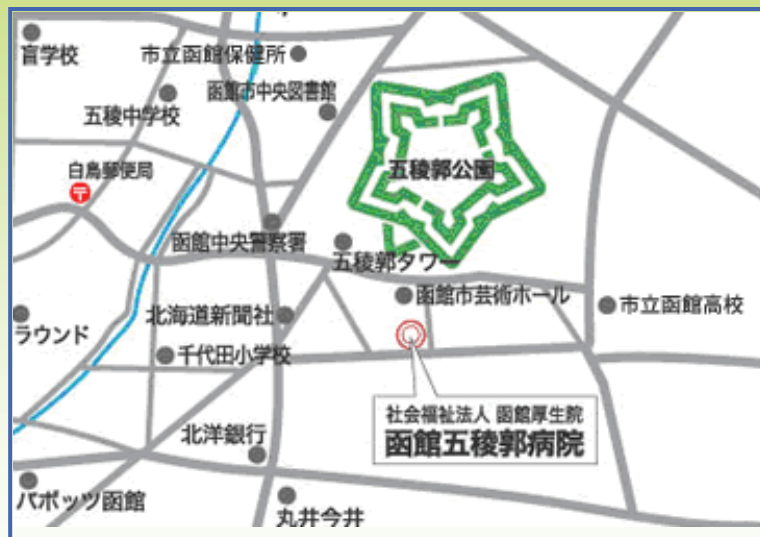 盲学校
市立函館保健所
函館市中央図書館
五稜中学校
白鳥郵便局
〒
五稜郭公園
函館中央警察署
五稜郭タワー
函館市芸術ホール
市立函館高校
北海道新聞社
ラウンド
千代田小学校
社会福祉法人 函館厚生院
函館五稜郭病院
北洋銀行
パボッツ函館
丸井今井